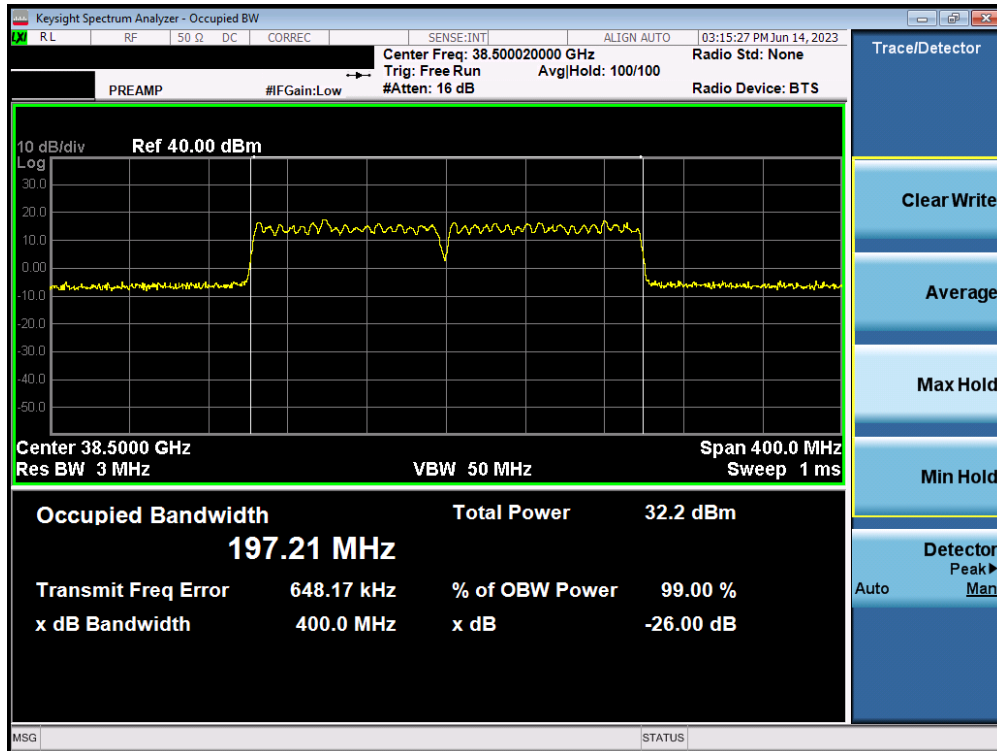 Keysight Spectrum Analyzer - Occupied BW
LXI RL RF 50 Ω DC CORREC SENSE:INT ALIGN AUTO 03:15:27 PM Jun 14, 2023
Center Freq: 38.500020000 GHz Radio Std: None
Trig: Free Run Avg|Hold: 100/100
PREAMP #IFGain:Low #Atten: 16 dB Radio Device: BTS
Trace/Detector
10 dB/div Ref 40.00 dBm
Log
30.0
20.0
10.0
0.00
-10.0
-20.0
-30.0
-40.0
-50.0
Center 38.5000 GHz Span 400.0 MHz
Res BW 3 MHz VBW 50 MHz Sweep 1 ms
Occupied Bandwidth Total Power 32.2 dBm
197.21 MHz
Transmit Freq Error 648.17 kHz % of OBW Power 99.00 %
x dB Bandwidth 400.0 MHz x dB -26.00 dB
Clear Write
Average
Max Hold
Min Hold
Detector
Peak▶
Auto Man
MSG STATUS